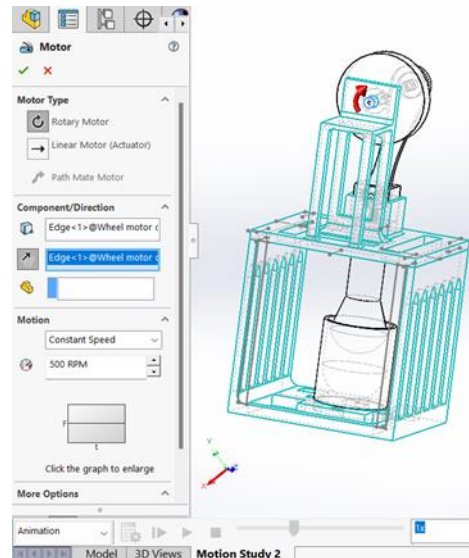 Motor
Motor Type
Rotary Motor
Linear Motor (Actuator)
Path Mate Motor
Component/Direction
Edge<1>@Wheel motor c
Edge<1>@Wheel motor c
Motion
Constant Speed
500 RPM
F
t
Click the graph to enlarge
More Options
Y
X
Animation
1x
Model
3D Views
Motion Study 2